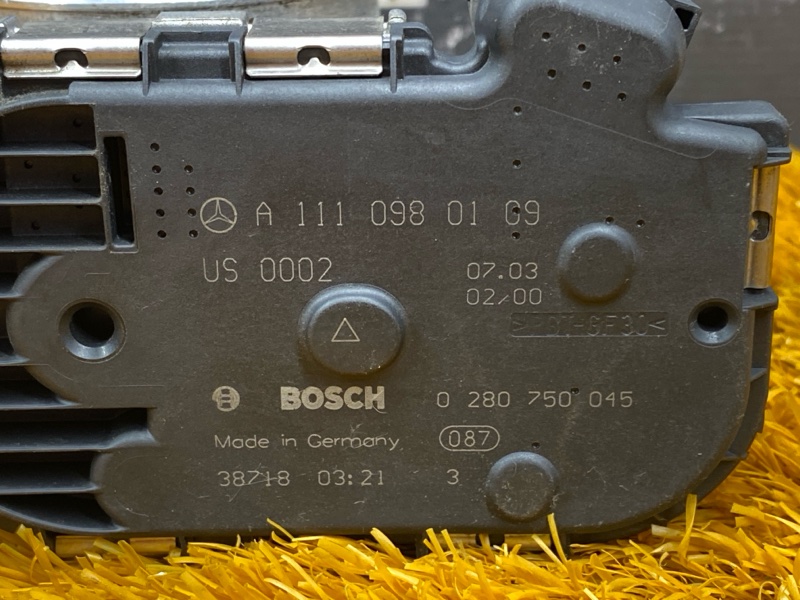 A 111 098 01 09
US 0002
07.03
02/00
BOSCH 0 280 750 045
Made in Germany 087
38718 03:21 3